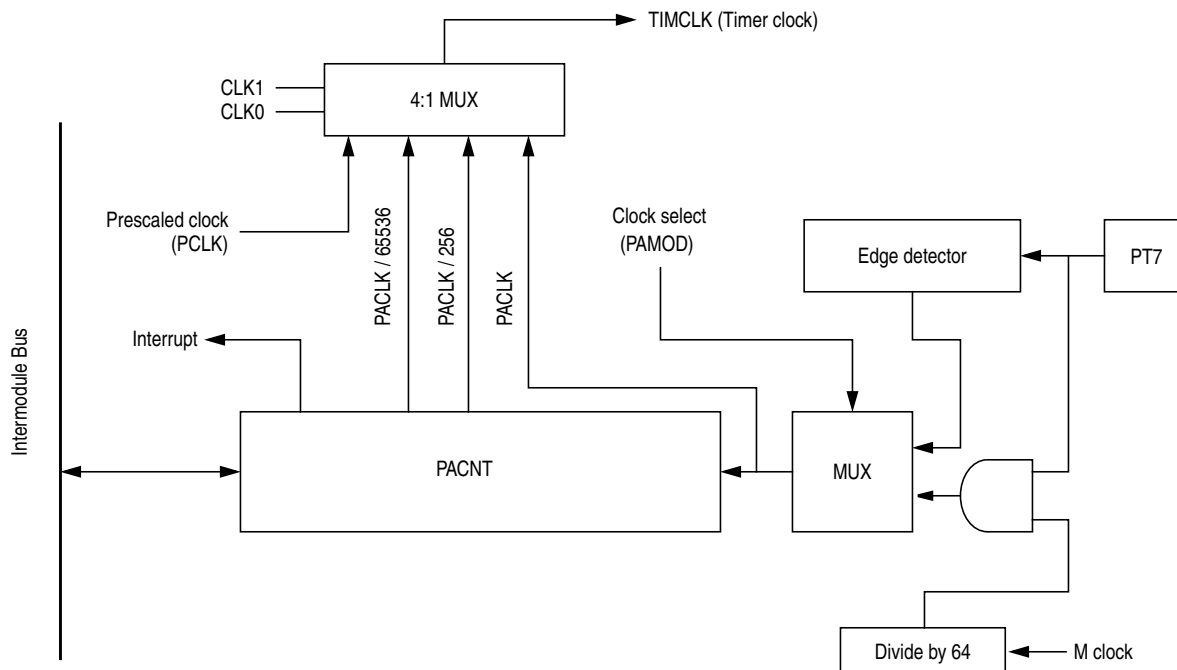 TIMCLK (Timer clock)
CLK1
CLK0
4:1 MUX
Prescaled clock
(PCLK)
PACLK / 65536
PACLK / 256
PACLK
Clock select
(PAMOD)
Edge detector
PT7
Interrupt
Intermodule Bus
PACNT
MUX
Divide by 64
M clock